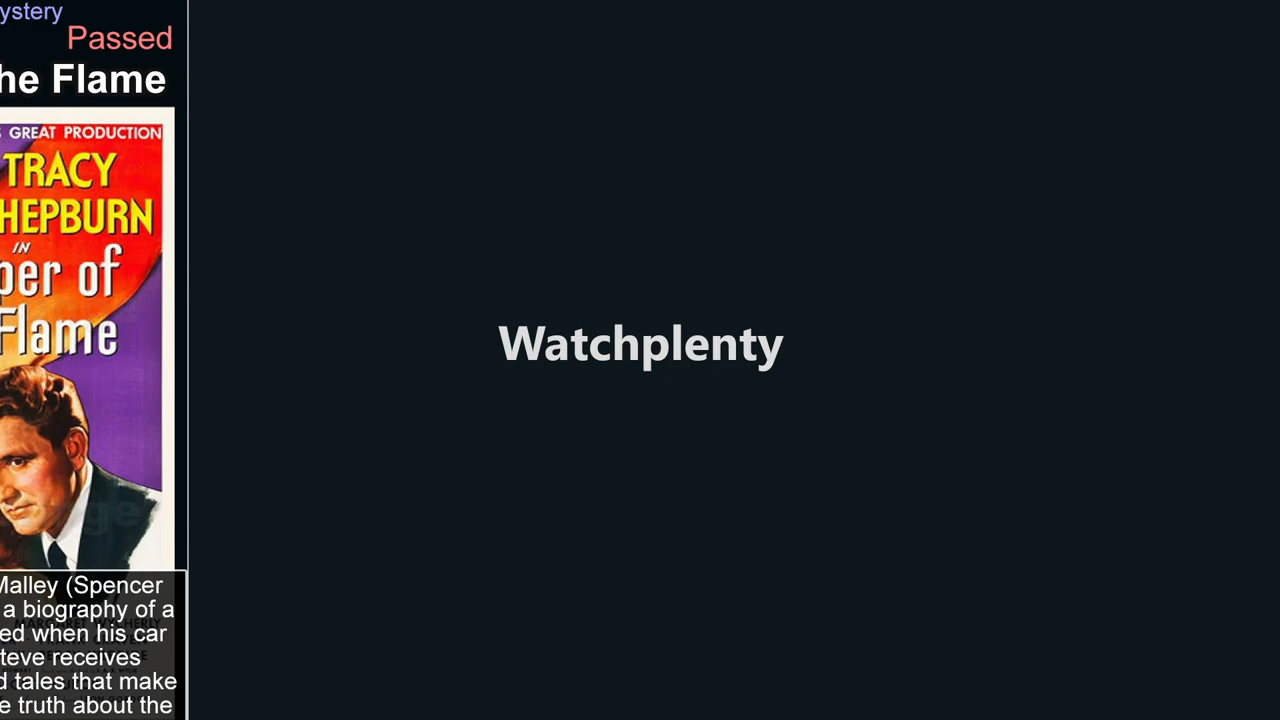 ystery
Passed
he Flame
S GREAT PRODUCTION
TRACY
HEPBURN
IN
per of
Flame
Malley (Spencer
a biography of a
ed when his car
teve receives
d tales that make
e truth about the
Watchplenty